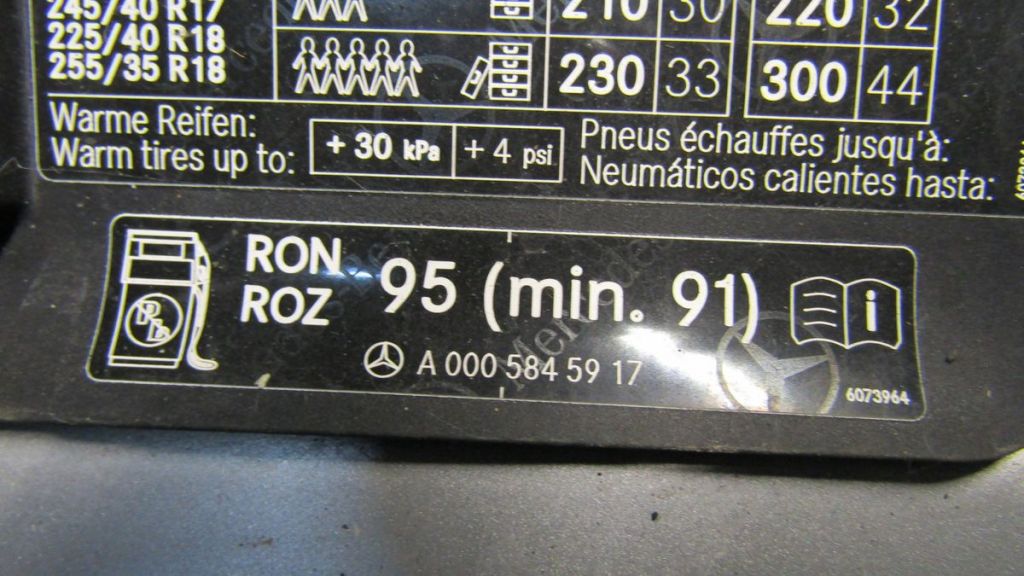 245/40 R17
210 30 220 32
225/40 R18
255/35 R18
230 33 300 44
Warme Reifen:
Warm tires up to:
+ 30 kPa + 4 psi
Pneus échauffes jusqu'à:
Neumáticos calientes hasta:
RON
ROZ
95 (min. 91)
i
A 000 584 59 17
6073964